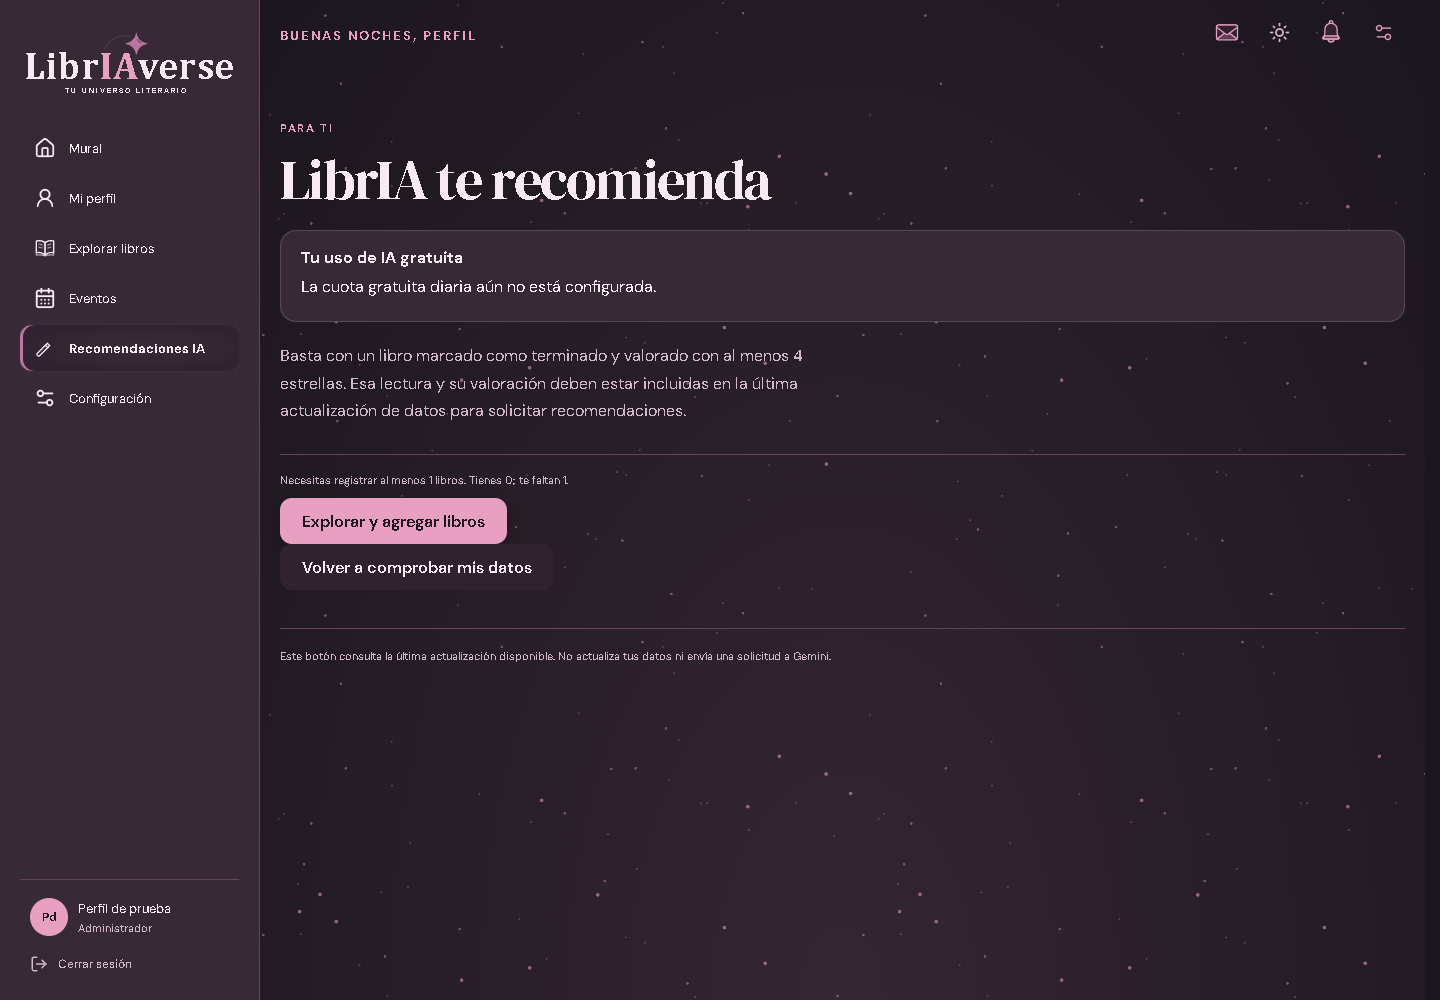 LibrIAverse
TU UNIVERSO LITERARIO
Mural
Mi perfil
Explorar libros
Eventos
Recomendaciones IA
Configuración
Pd
Perfil de prueba
Administrador
Cerrar sesión
BUENAS NOCHES, PERFIL
PARA TI
LibrIA te recomienda
Tu uso de IA gratuita
La cuota gratuita diaria aún no está configurada.
Basta con un libro marcado como terminado y valorado con al menos 4
estrellas. Esa lectura y su valoración deben estar incluidas en la última
actualización de datos para solicitar recomendaciones.
Necesitas registrar al menos 1 libros. Tienes 0; te faltan 1.
Explorar y agregar libros
Volver a comprobar mis datos
Este botón consulta la última actualización disponible. No actualiza tus datos ni envía una solicitud a Gemini.